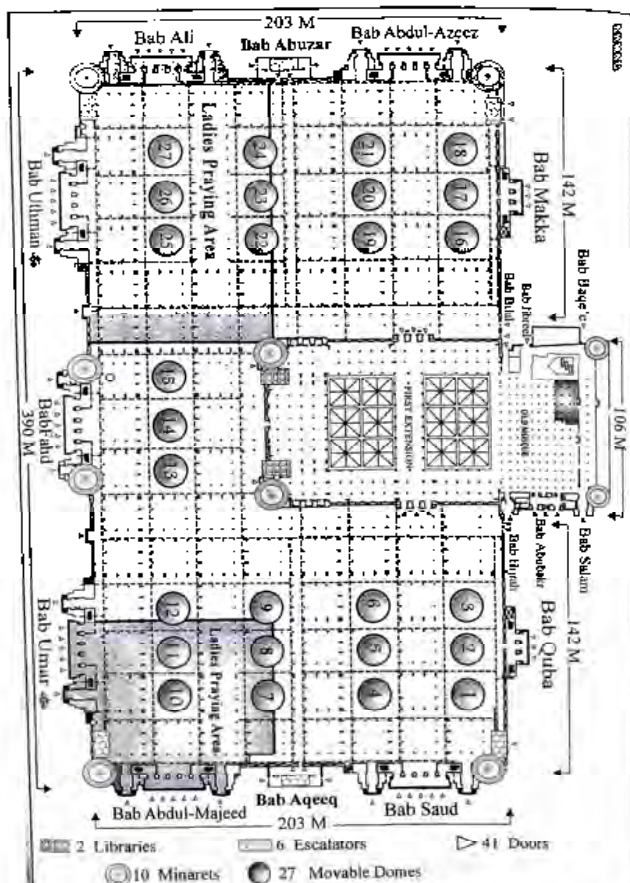 203 M
Bab Ali
Bab Abuzar
Bab Abdul-Azeez
Ladies Praying Area
27
24
21
18
26
23
20
17
25
22
19
16
Bab Uthman
Bab Makka
142 M
Bab Bilal
Bab Jibreel
Bab Baqe'e
106 M
15
14
13
Bab Fahd
390 M
FIRST EXTENSION
OLD MOSQUE
Bab Hijrah
Bab Abubakr
Bab Salam
Bab Quba
142 M
12
9
6
3
11
8
5
2
10
7
4
1
Ladies Praying Area
Bab Umar
Bab Abdul-Majeed
Bab Aqeeq
Bab Saud
203 M
2 Libraries
6 Escalators
41 Doors
10 Minarets
27 Movable Domes